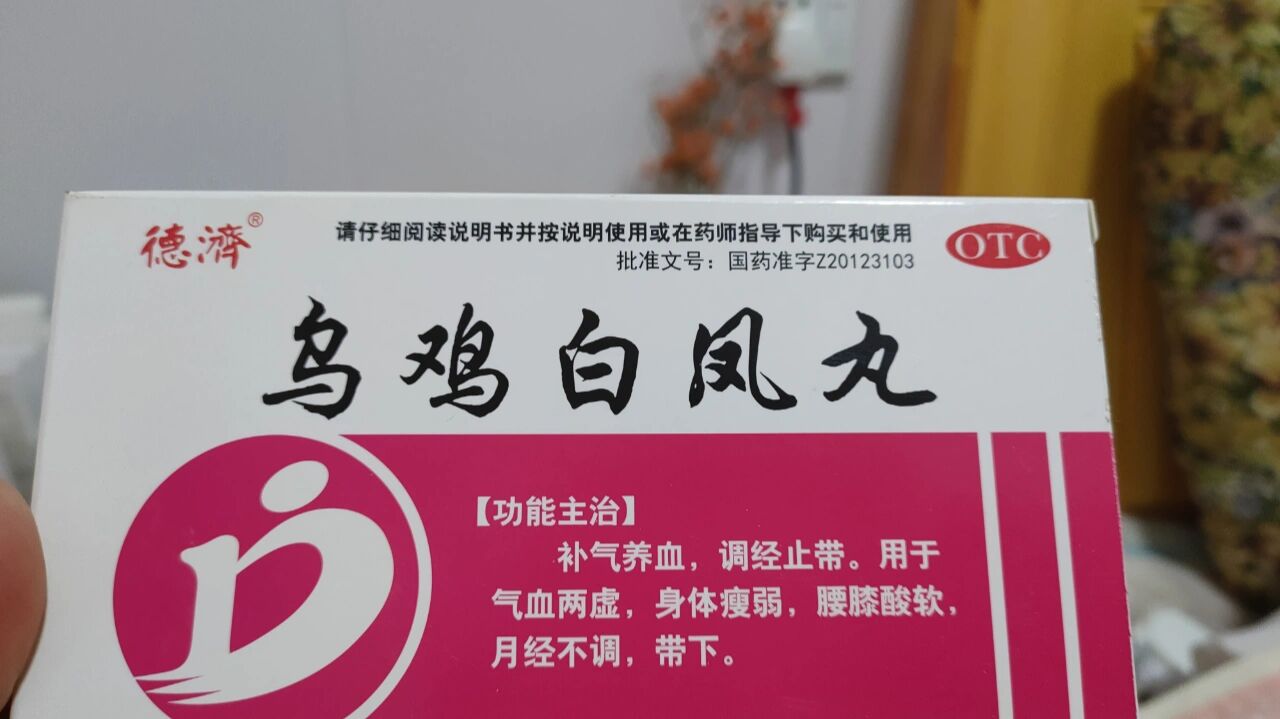 德濟®
请仔细阅读说明书并按说明使用或在药师指导下购买和使用
批准文号：国药准字Z20123103
OTC
乌鸡白凤丸
【功能主治】
补气养血，调经止带。用于
气血两虚，身体瘦弱，腰膝酸软，
月经不调，带下。